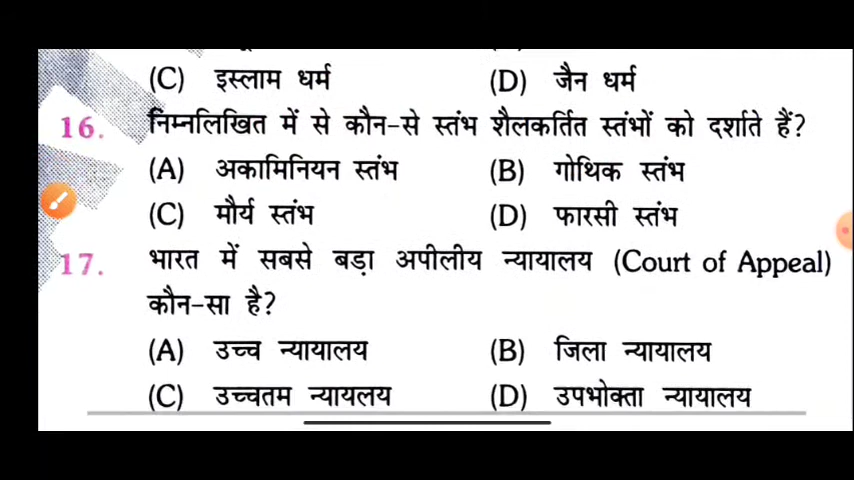 (C) इस्लाम धर्म (D) जैन धर्म
16. निम्नलिखित में से कौन-से स्तंभ शैलकर्तित स्तंभों को दर्शाते हैं?
(A) अकामिनियन स्तंभ (B) गोथिक स्तंभ
(C) मौर्य स्तंभ (D) फारसी स्तंभ
17. भारत में सबसे बड़ा अपीलीय न्यायालय (Court of Appeal)
कौन-सा है?
(A) उच्च न्यायालय (B) जिला न्यायालय
(C) उच्चतम न्यायलय (D) उपभोक्ता न्यायालय